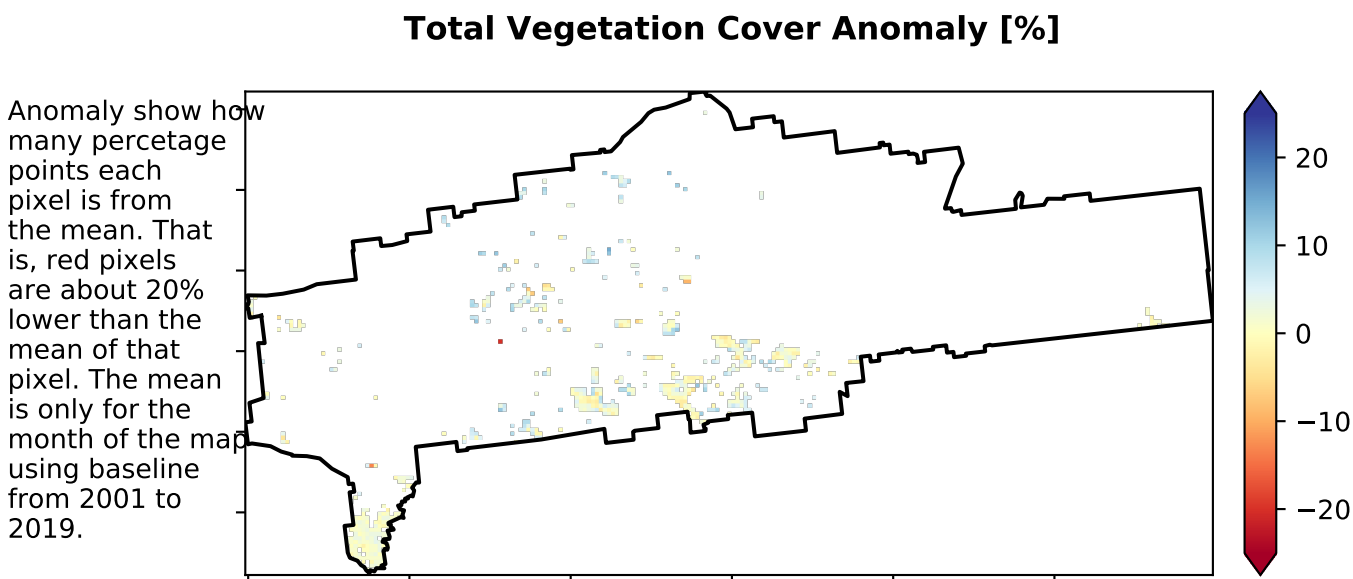 Total Vegetation Cover Anomaly [%]
Anomaly show how
many percetage
points each
pixel is from
the mean. That
is, red pixels
are about 20%
lower than the
mean of that
pixel. The mean
is only for the
month of the map
using baseline
from 2001 to
2019.
20
10
0
−10
−20